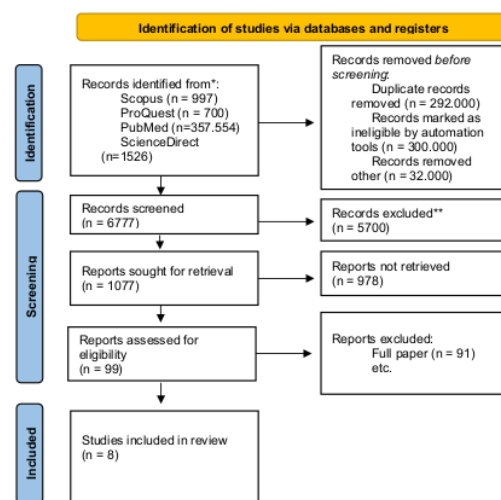 Identification of studies via databases and registers
Identification
Records identified from*:
Scopus (n = 997)
ProQuest (n = 700)
PubMed (n=357.554)
ScienceDirect
(n=1526)
Records removed before
screening:
Duplicate records
removed (n = 292.000)
Records marked as
ineligible by automation
tools (n = 300.000)
Records removed
other (n = 32.000)
Screening
Records screened
(n = 6777)
Records excluded**
(n = 5700)
Reports sought for retrieval
(n = 1077)
Reports not retrieved
(n = 978)
Reports assessed for
eligibility
(n = 99)
Reports excluded:
Full paper (n = 91)
etc.
Included
Studies included in review
(n = 8)